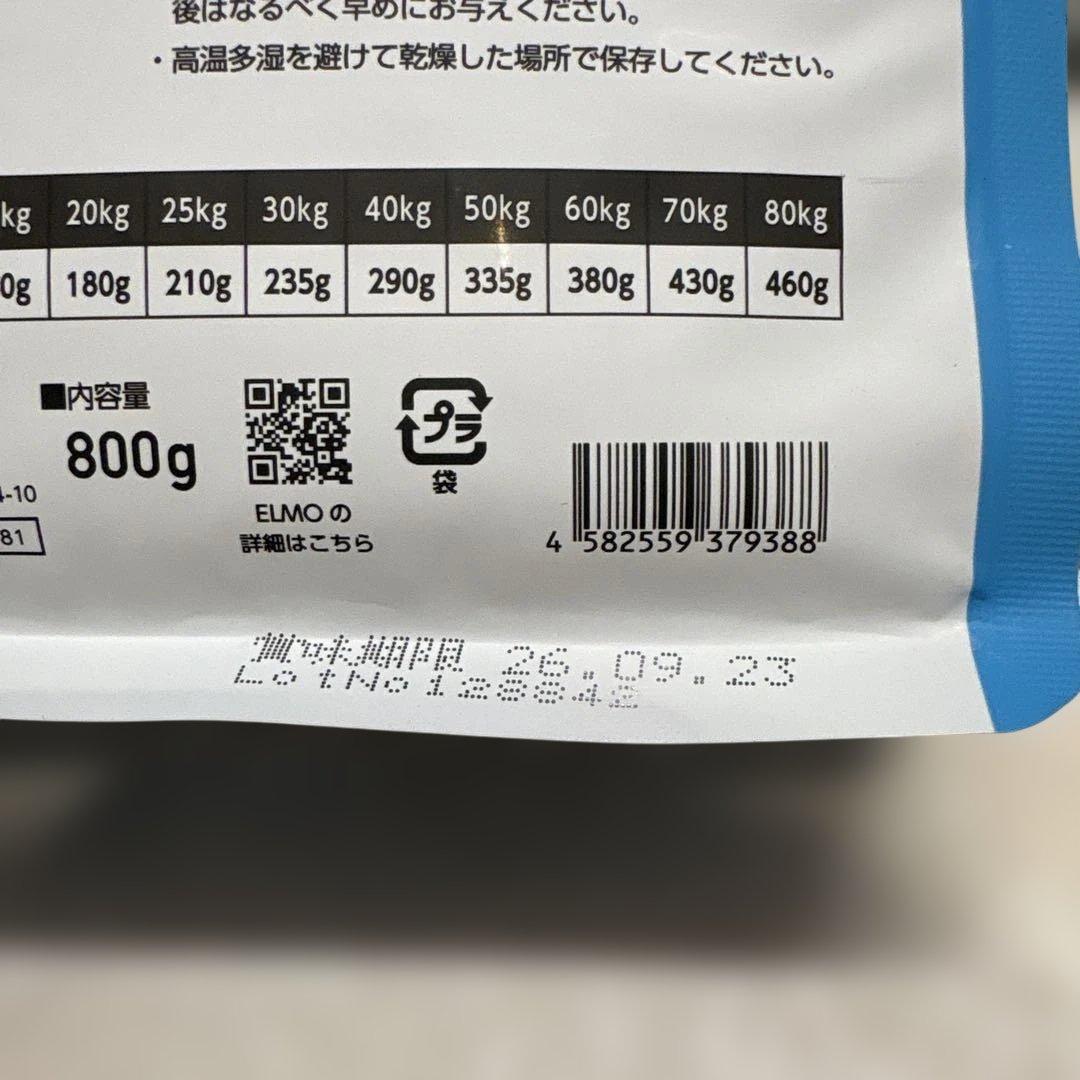 後はなるべく早めにお与えください。
・高温多湿を避けて乾燥した場所で保存してください。
kg 20kg 25kg 30kg 40kg 50kg 60kg 70kg 80kg
0g 180g 210g 235g 290g 335g 380g 430g 460g
■内容量
800g
-10
81
ELMOの
詳細はこちら
プラ
袋
4 582559 379388
賞味期限 26.09.23
LotNo128842